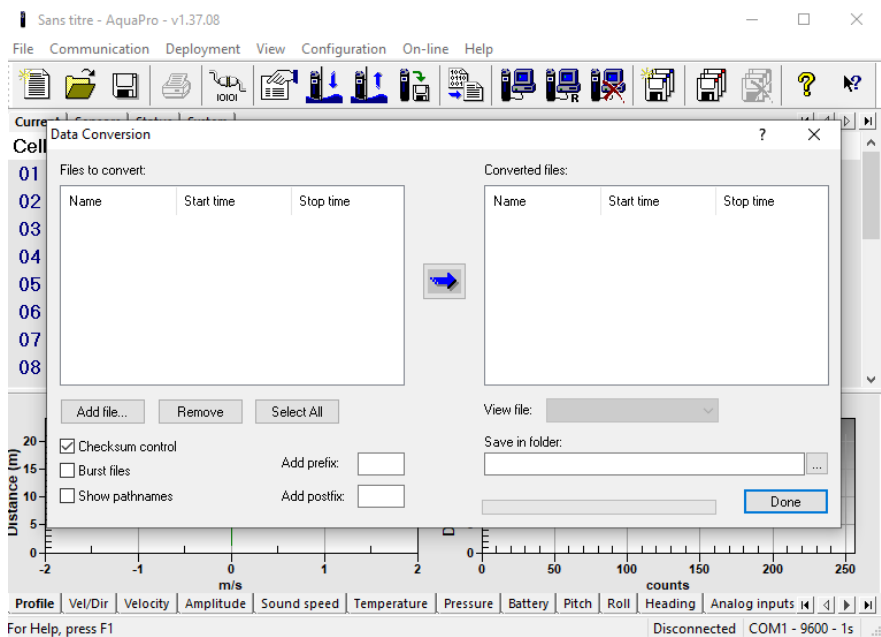 Sans titre - AquaPro - v1.37.08
File Communication Deployment View Configuration On-line Help
Data Conversion
Cell
01
02
03
04
05
06
07
08
Files to convert:
Name Start time Stop time
Converted files:
Name Start time Stop time
Add file... Remove Select All
View file:
Checksum control
Burst files
Show pathnames
Add prefix:
Add postfix:
Save in folder:
...
Done
Distance (m)
20
15
10
5
0
-2 -1 0 1 2
m/s
0
0 50 100 150 200 250
counts
Profile Vel/Dir Velocity Amplitude Sound speed Temperature Pressure Battery Pitch Roll Heading Analog inputs
For Help, press F1
Disconnected COM1 - 9600 - 1s